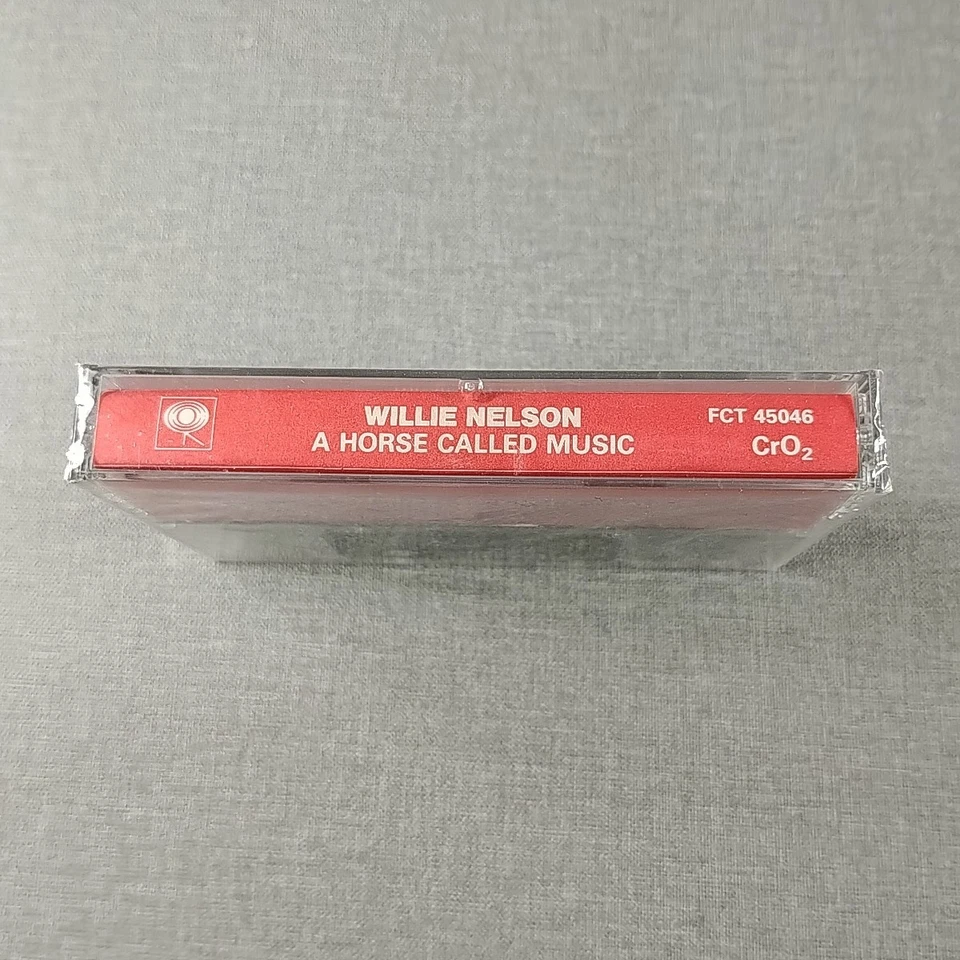 WILLIE NELSON
A HORSE CALLED MUSIC
FCT 45046
CrO₂